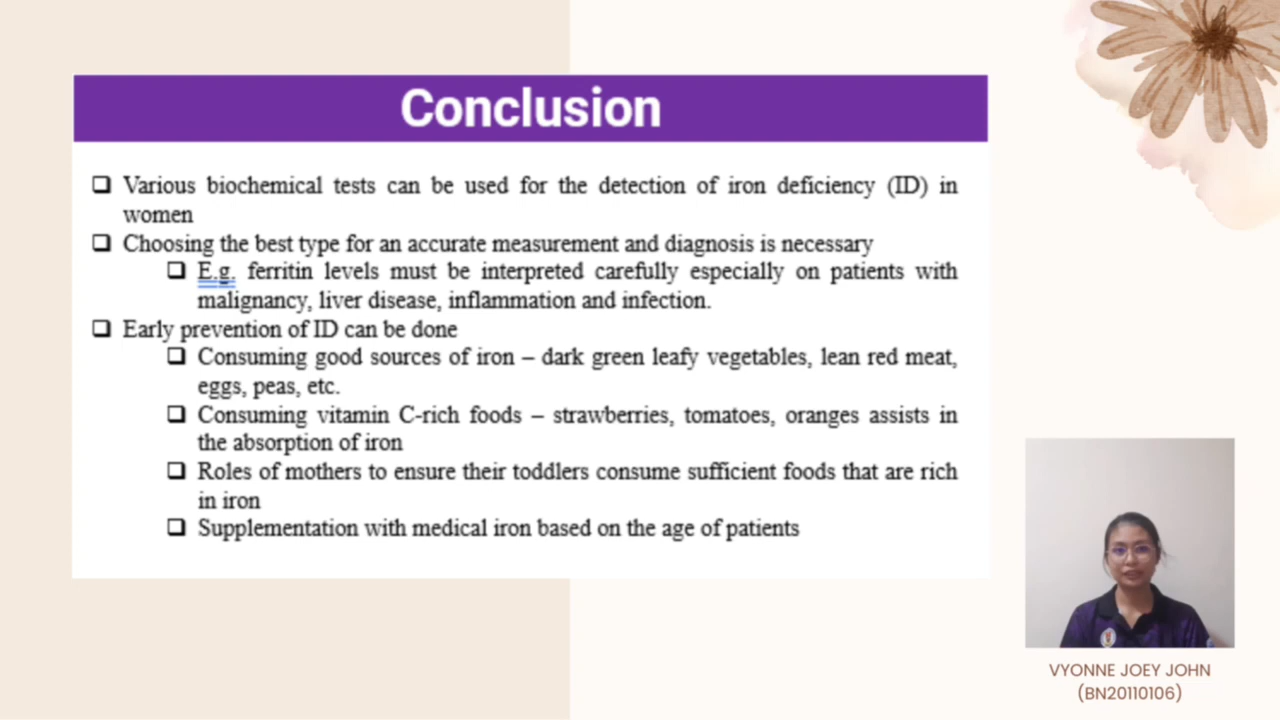 Conclusion
❑ Various biochemical tests can be used for the detection of iron deficiency (ID) in
women
❑ Choosing the best type for an accurate measurement and diagnosis is necessary
❑ E.g. ferritin levels must be interpreted carefully especially on patients with
malignancy, liver disease, inflammation and infection.
❑ Early prevention of ID can be done
❑ Consuming good sources of iron – dark green leafy vegetables, lean red meat,
eggs, peas, etc.
❑ Consuming vitamin C-rich foods – strawberries, tomatoes, oranges assists in
the absorption of iron
❑ Roles of mothers to ensure their toddlers consume sufficient foods that are rich
in iron
❑ Supplementation with medical iron based on the age of patients
VYONNE JOEY JOHN
(BN20110106)